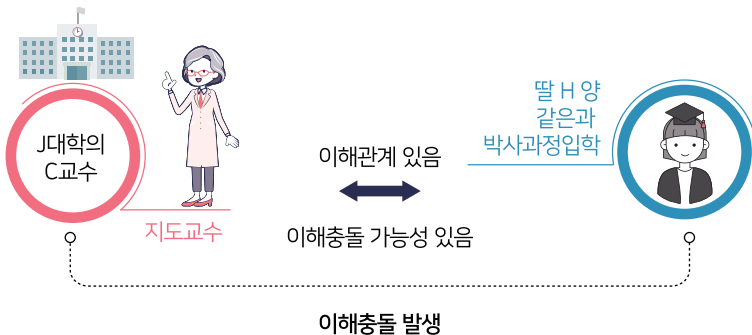 J대학의
C교수
지도교수
이해관계 있음
이해충돌 가능성 있음
딸 H 양
같은과
박사과정입학
이해충돌 발생